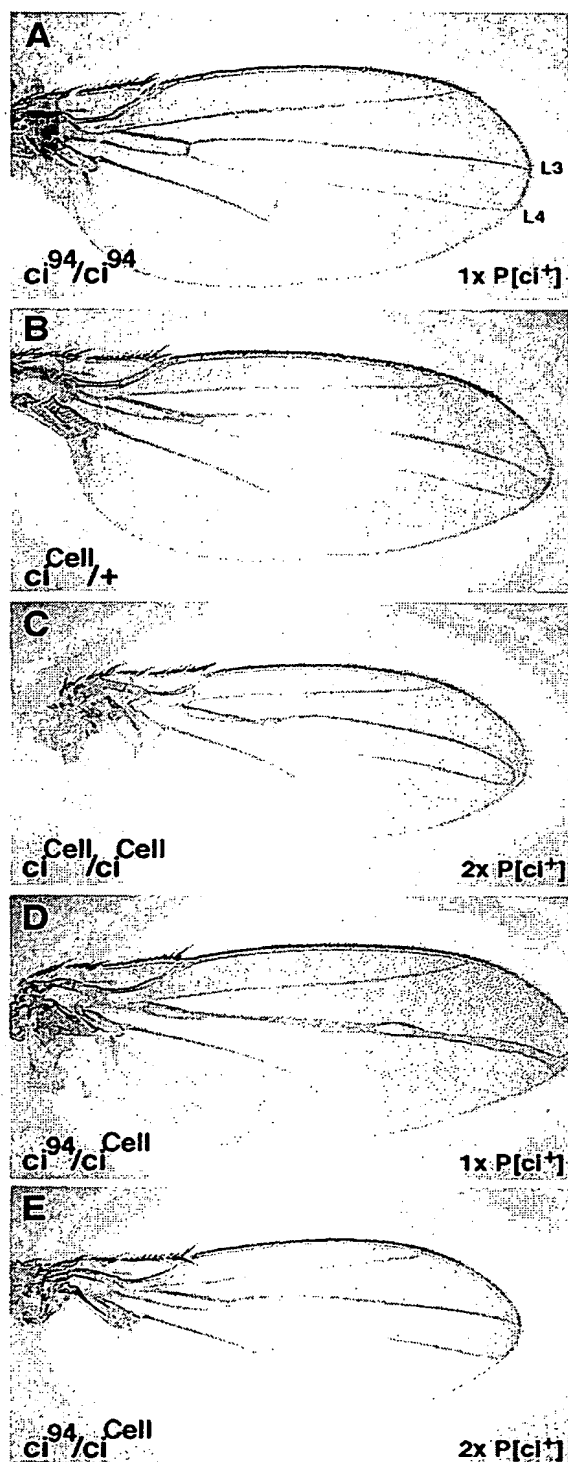 A
L3
L4
ci94/ci94
1x P[ci+]
B
ciCell/+
C
ciCell/ciCell
2x P[ci+]
D
ci94/ciCell
1x P[ci+]
E
ci94/ciCell
2x P[ci+]